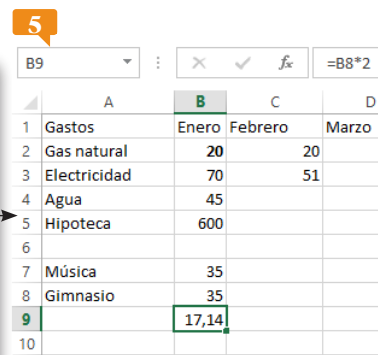 5
B9 fx =B8*2
A B C D
1 Gastos Enero Febrero Marzo
2 Gas natural 20 20
3 Electricidad 70 51
4 Agua 45
5 Hipoteca 600
6
7 Música 35
8 Gimnasio 35
9 17,14
10